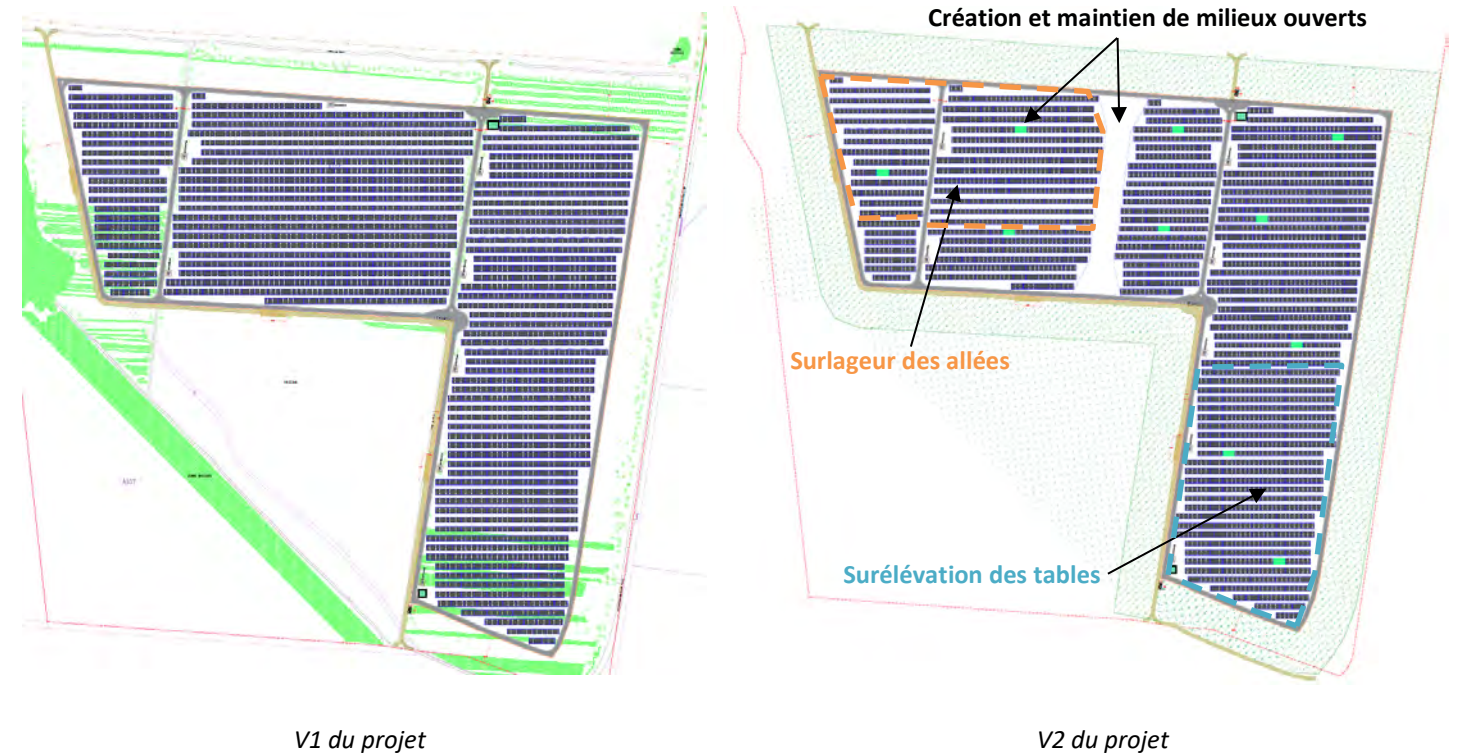 Création et maintien de milieux ouverts
Surlageur des allées
Surélévation des tables
V1 du projet
V2 du projet